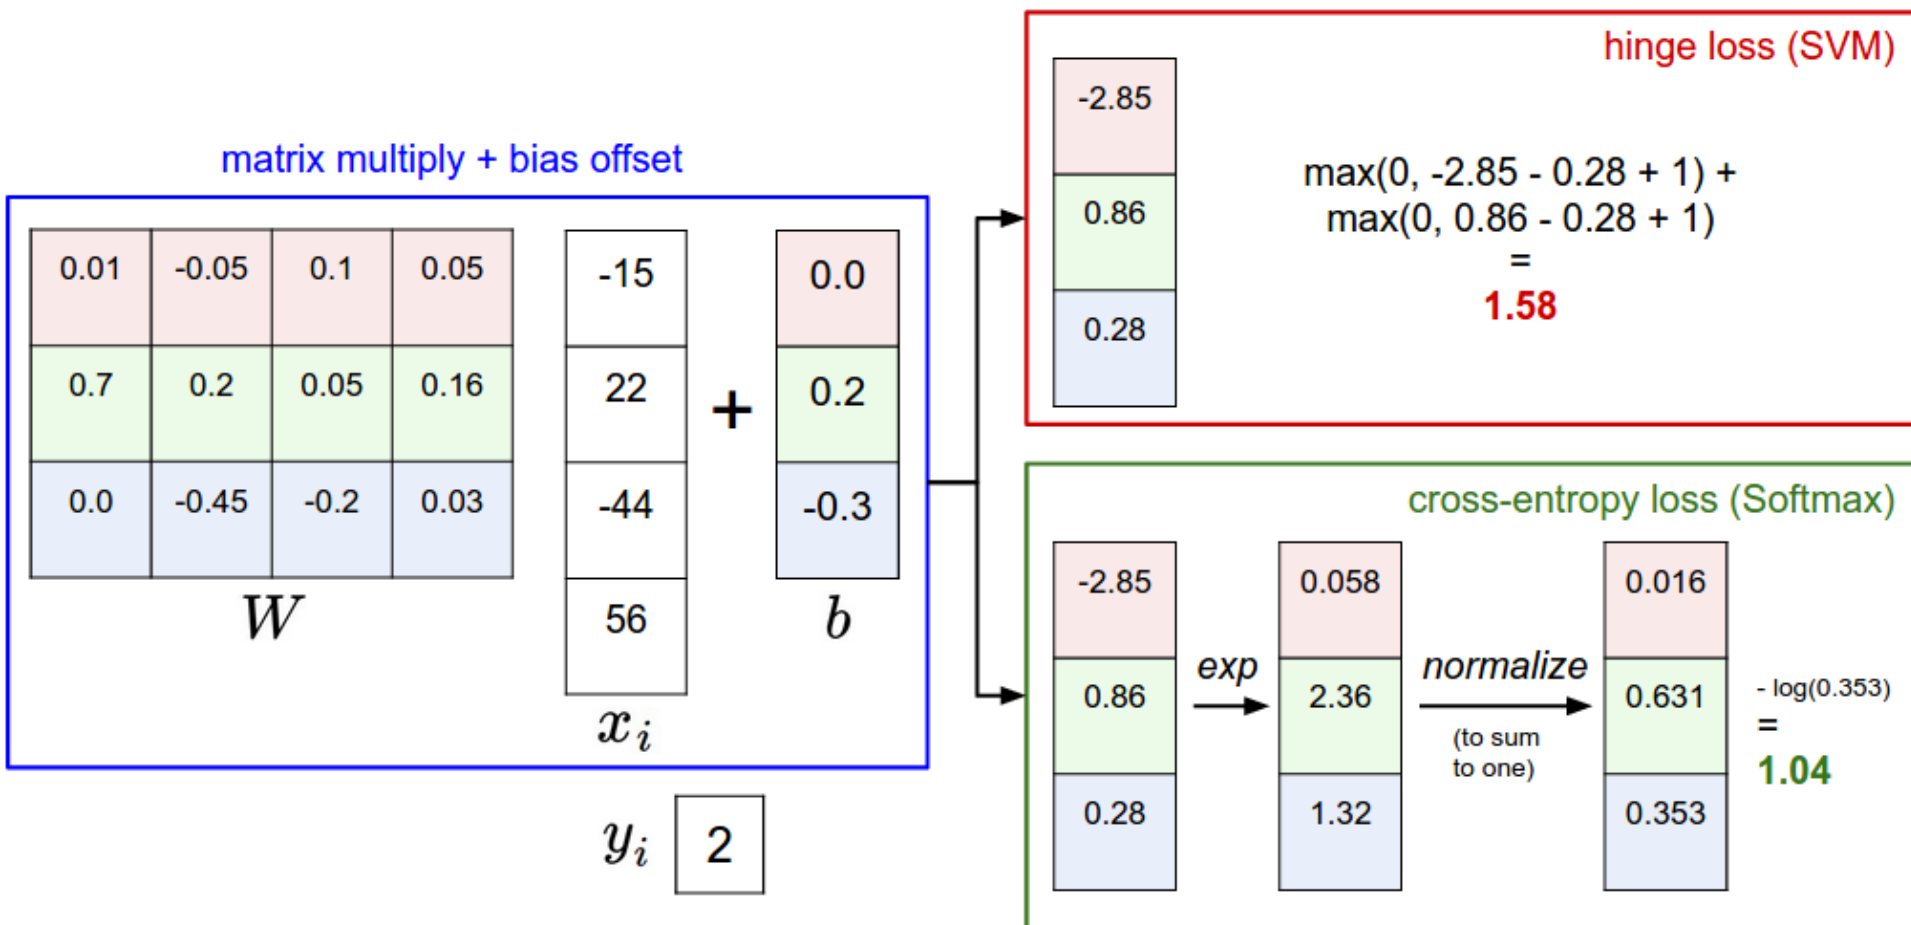 matrix multiply + bias offset
0.01 -0.05 0.1 0.05
0.7 0.2 0.05 0.16
0.0 -0.45 -0.2 0.03
W
-15
22
-44
56
x_i
+
0.0
0.2
-0.3
b
y_i 2
hinge loss (SVM)
-2.85
0.86
0.28
max(0, -2.85 - 0.28 + 1) +
max(0, 0.86 - 0.28 + 1)
=
1.58
cross-entropy loss (Softmax)
-2.85
0.86
0.28
exp
0.058
2.36
1.32
normalize
(to sum
to one)
0.016
0.631
0.353
- log(0.353)
=
1.04